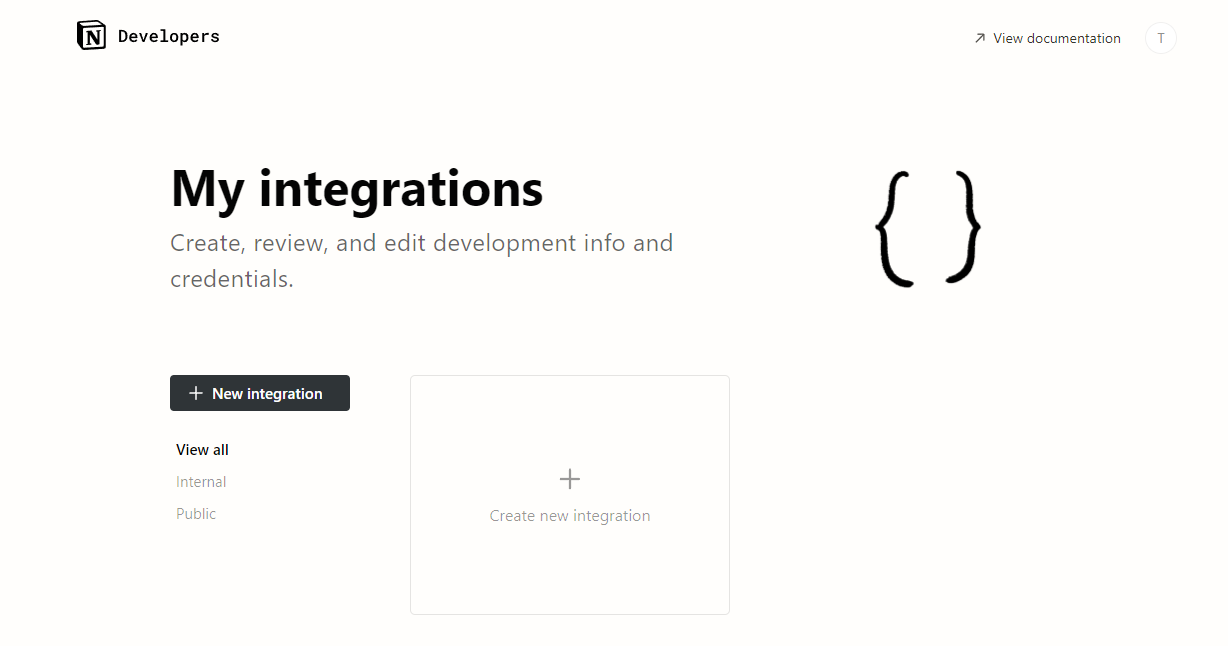 N Developers
View documentation
T
My integrations
Create, review, and edit development info and
credentials.
{ }
New integration
View all
Internal
Public
Create new integration